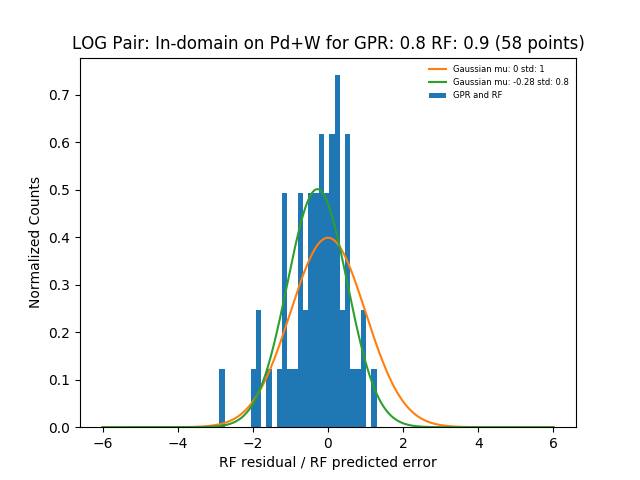 LOG Pair: In-domain on Pd+W for GPR: 0.8 RF: 0.9 (58 points)
Gaussian mu: 0 std: 1
Gaussian mu: -0.28 std: 0.8
GPR and RF
Normalized Counts
0.7
0.6
0.5
0.4
0.3
0.2
0.1
0.0
−6 −4 −2 0 2 4 6
RF residual / RF predicted error